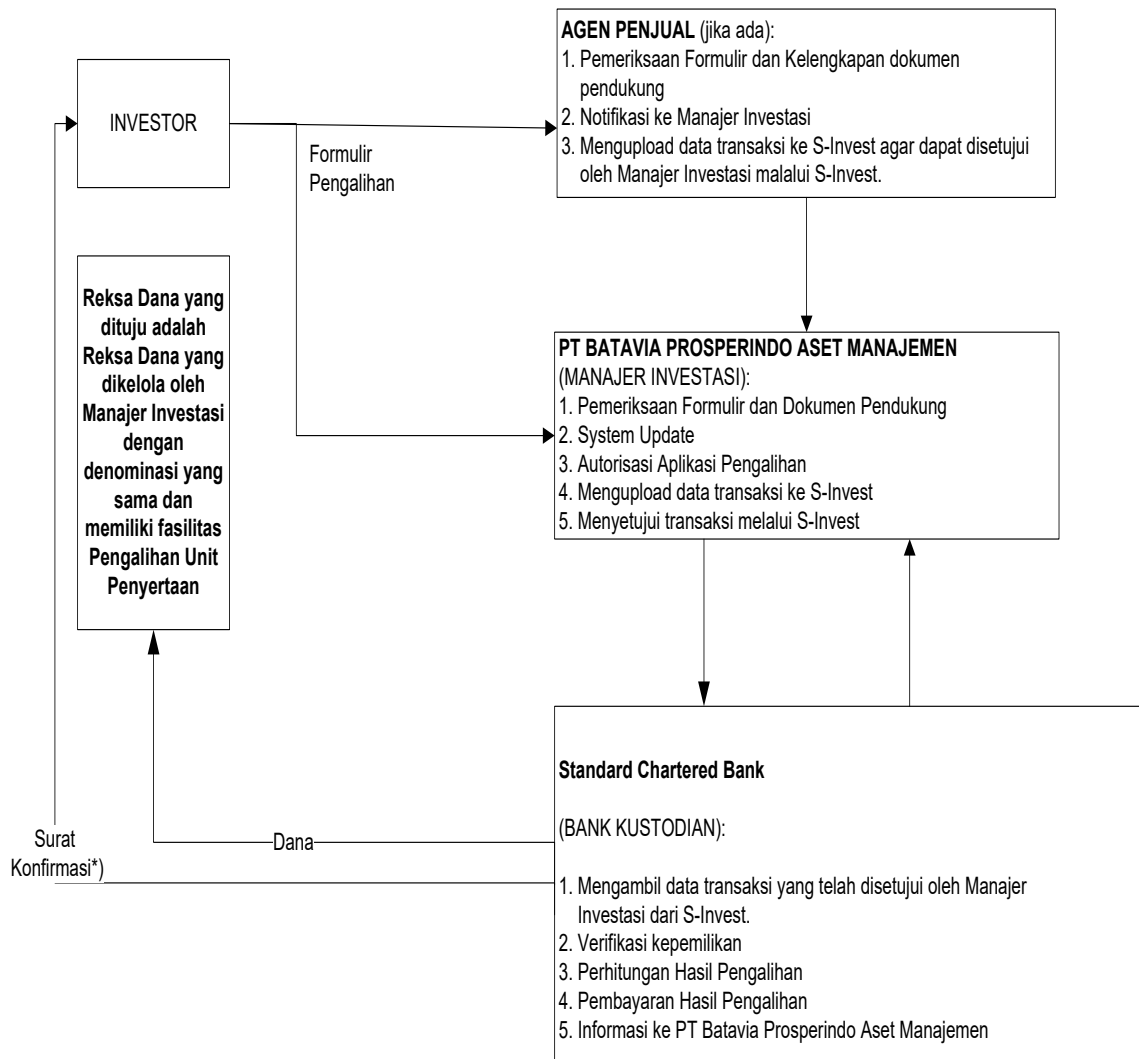 AGEN PENJUAL (jika ada):
1. Pemeriksaan Formulir dan Kelengkapan dokumen
pendukung
2. Notifikasi ke Manajer Investasi
3. Mengupload data transaksi ke S-Invest agar dapat disetujui
oleh Manajer Investasi malalui S-Invest.
INVESTOR
Formulir
Pengalihan
Reksa Dana yang
dituju adalah
Reksa Dana yang
dikelola oleh
Manajer Investasi
dengan
denominasi yang
sama dan
memiliki fasilitas
Pengalihan Unit
Penyertaan
PT BATAVIA PROSPERINDO ASET MANAJEMEN
(MANAJER INVESTASI):
1. Pemeriksaan Formulir dan Dokumen Pendukung
2. System Update
3. Autorisasi Aplikasi Pengalihan
4. Mengupload data transaksi ke S-Invest
5. Menyetujui transaksi melalui S-Invest
Standard Chartered Bank
(BANK KUSTODIAN):
1. Mengambil data transaksi yang telah disetujui oleh Manajer
Investasi dari S-Invest.
2. Verifikasi kepemilikan
3. Perhitungan Hasil Pengalihan
4. Pembayaran Hasil Pengalihan
5. Informasi ke PT Batavia Prosperindo Aset Manajemen
Dana
Surat
Konfirmasi*)